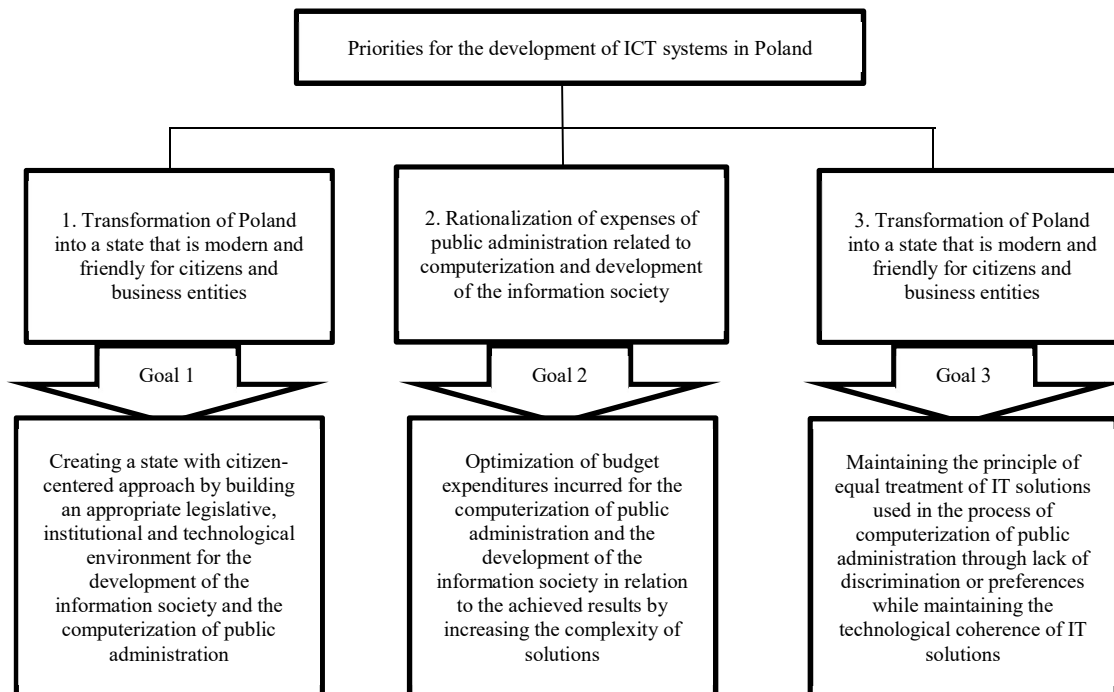 Priorities for the development of ICT systems in Poland
1. Transformation of Poland
into a state that is modern and
friendly for citizens and
business entities
2. Rationalization of expenses of
public administration related to
computerization and development
of the information society
3. Transformation of Poland
into a state that is modern and
friendly for citizens and
business entities
Goal 1
Goal 2
Goal 3
Creating a state with citizen-
centered approach by building
an appropriate legislative,
institutional and technological
environment for the
development of the
information society and the
computerization of public
administration
Optimization of budget
expenditures incurred for the
computerization of public
administration and the
development of the
information society in relation
to the achieved results by
increasing the complexity of
solutions
Maintaining the principle of
equal treatment of IT solutions
used in the process of
computerization of public
administration through lack of
discrimination or preferences
while maintaining the
technological coherence of IT
solutions